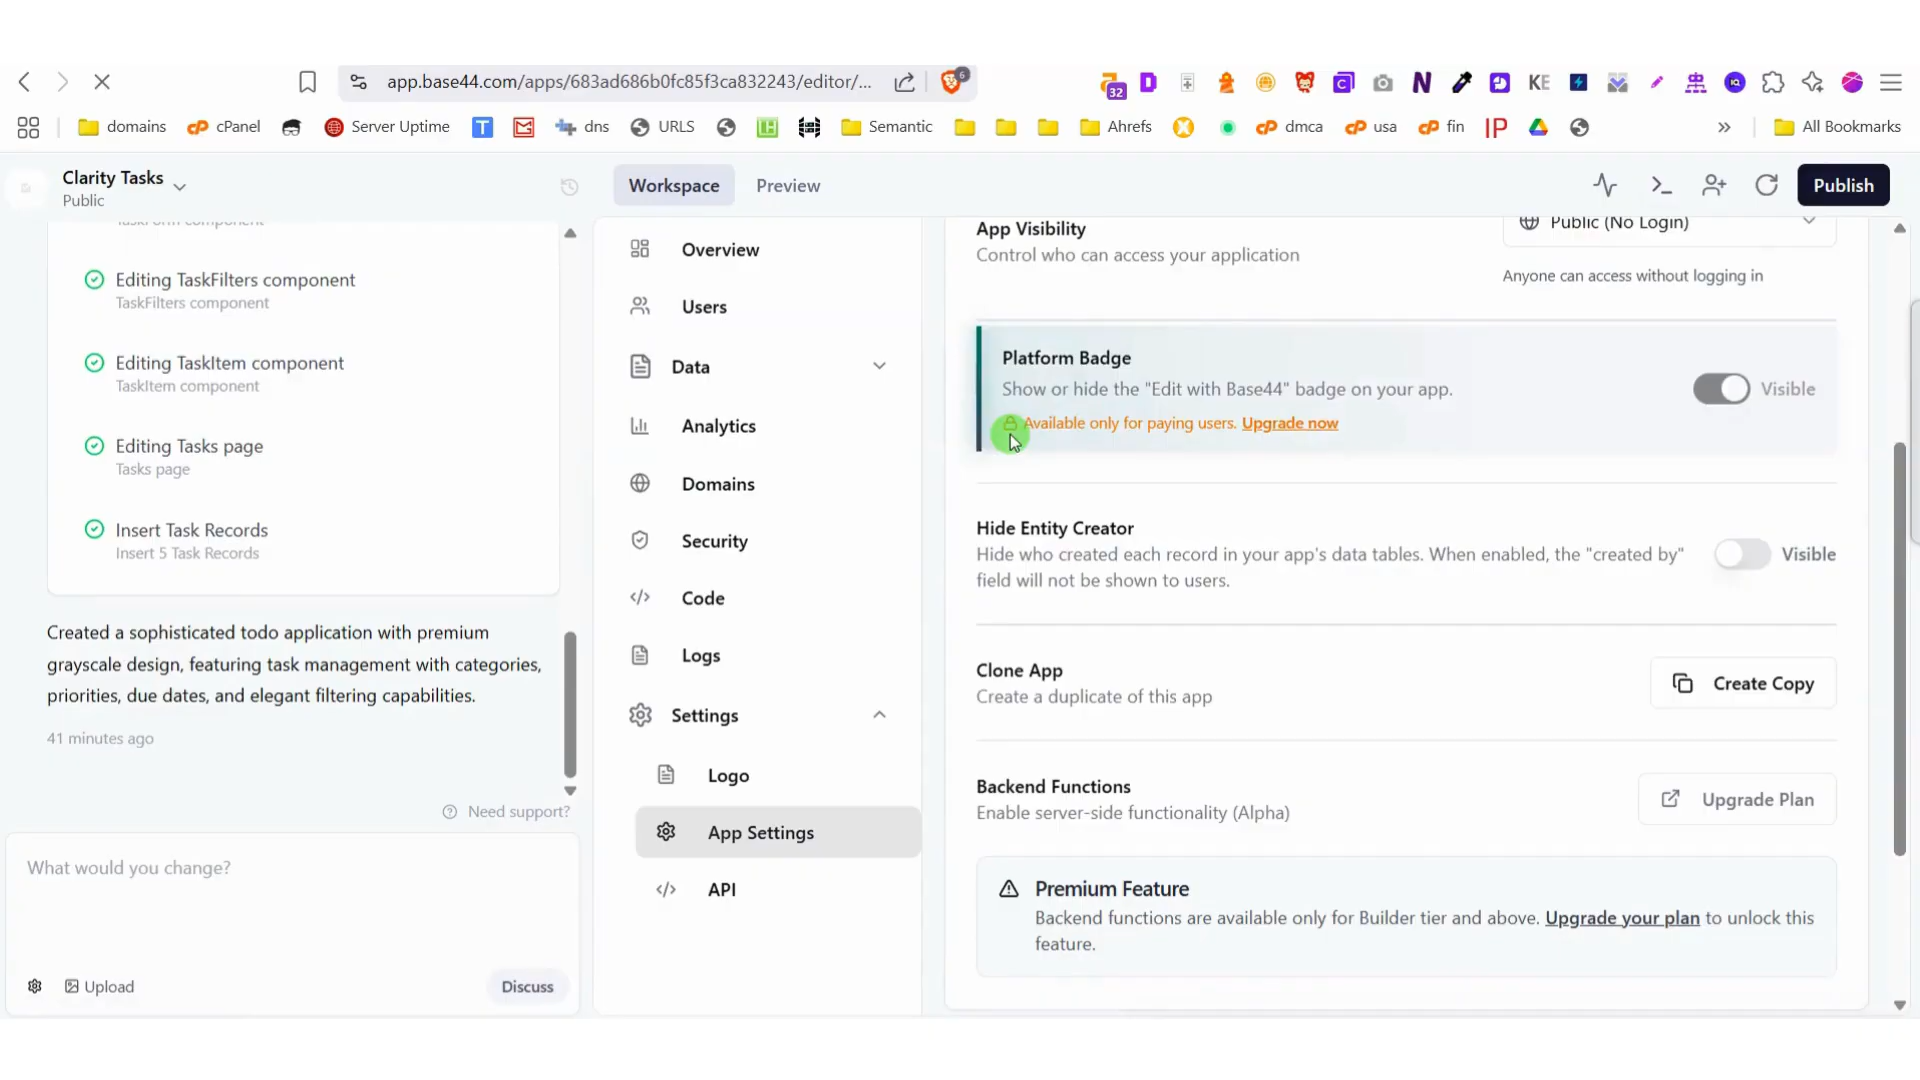 app.base44.com/apps/683ad686b0fc85f3ca832243/editor/...
6
32
KE
domains
cPanel
Server Uptime
T
dns
URLS
Semantic
Ahrefs
dmca
usa
fin
All Bookmarks
Clarity Tasks
Public
Workspace
Preview
Publish
TaskForm component
Editing TaskFilters component
TaskFilters component
Editing TaskItem component
TaskItem component
Editing Tasks page
Tasks page
Insert Task Records
Insert 5 Task Records
Created a sophisticated todo application with premium
grayscale design, featuring task management with categories,
priorities, due dates, and elegant filtering capabilities.
41 minutes ago
Need support?
What would you change?
Upload
Discuss
Overview
Users
Data
Analytics
Domains
Security
Code
Logs
Settings
Logo
App Settings
API
App Visibility
Control who can access your application
Public (No Login)
Anyone can access without logging in
Platform Badge
Show or hide the "Edit with Base44" badge on your app.
Available only for paying users. Upgrade now
Visible
Hide Entity Creator
Hide who created each record in your app's data tables. When enabled, the "created by"
field will not be shown to users.
Visible
Clone App
Create a duplicate of this app
Create Copy
Backend Functions
Enable server-side functionality (Alpha)
Upgrade Plan
Premium Feature
Backend functions are available only for Builder tier and above. Upgrade your plan to unlock this
feature.